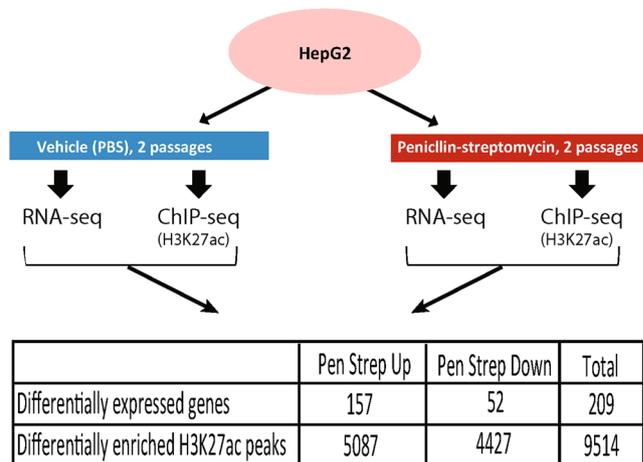 HepG2
Vehicle (PBS), 2 passages
Penicllin-streptomycin, 2 passages
RNA-seq
ChIP-seq
(H3K27ac)
RNA-seq
ChIP-seq
(H3K27ac)
Pen Strep Up Pen Strep Down Total
Differentially expressed genes 157 52 209
Differentially enriched H3K27ac peaks 5087 4427 9514